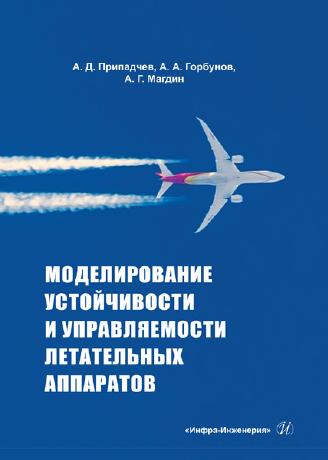 А. Д. Припадчев, А. А. Горбунов,
А. Г. Магдин
МОДЕЛИРОВАНИЕ
УСТОЙЧИВОСТИ
И УПРАВЛЯЕМОСТИ
ЛЕТАТЕЛЬНЫХ
АППАРАТОВ
«Инфра-Инженерия»